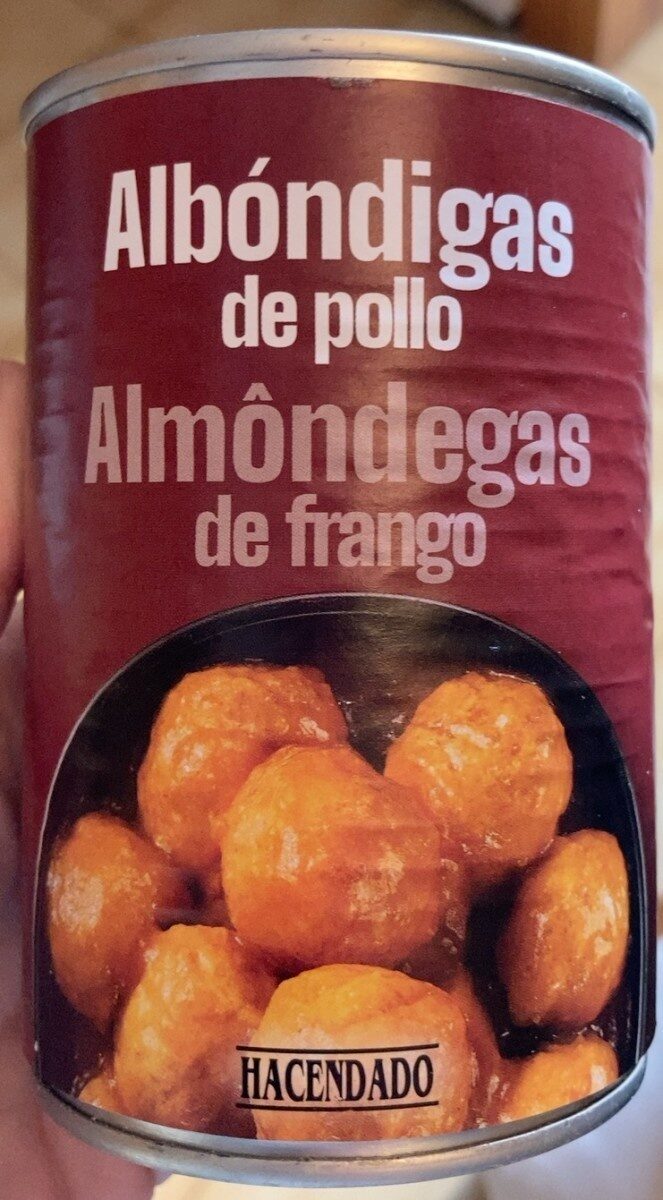 Albóndigas
de pollo
Almôndegas
de frango
HACENDADO